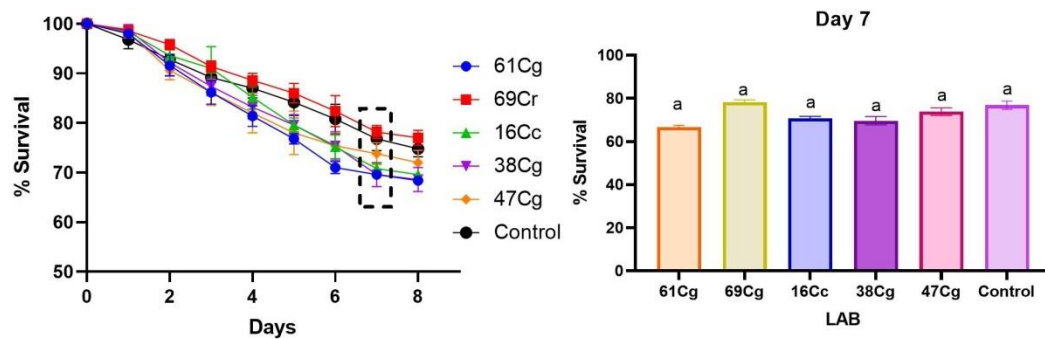 % Survival
100
90
80
70
60
50
0
2
4
6
8
Days
61Cg
69Cr
16Cc
38Cg
47Cg
Control
Day 7
% Survival
100
80
60
40
20
0
a
a
a
a
a
a
61Cg
69Cg
16Cc
38Cg
47Cg
Control
LAB